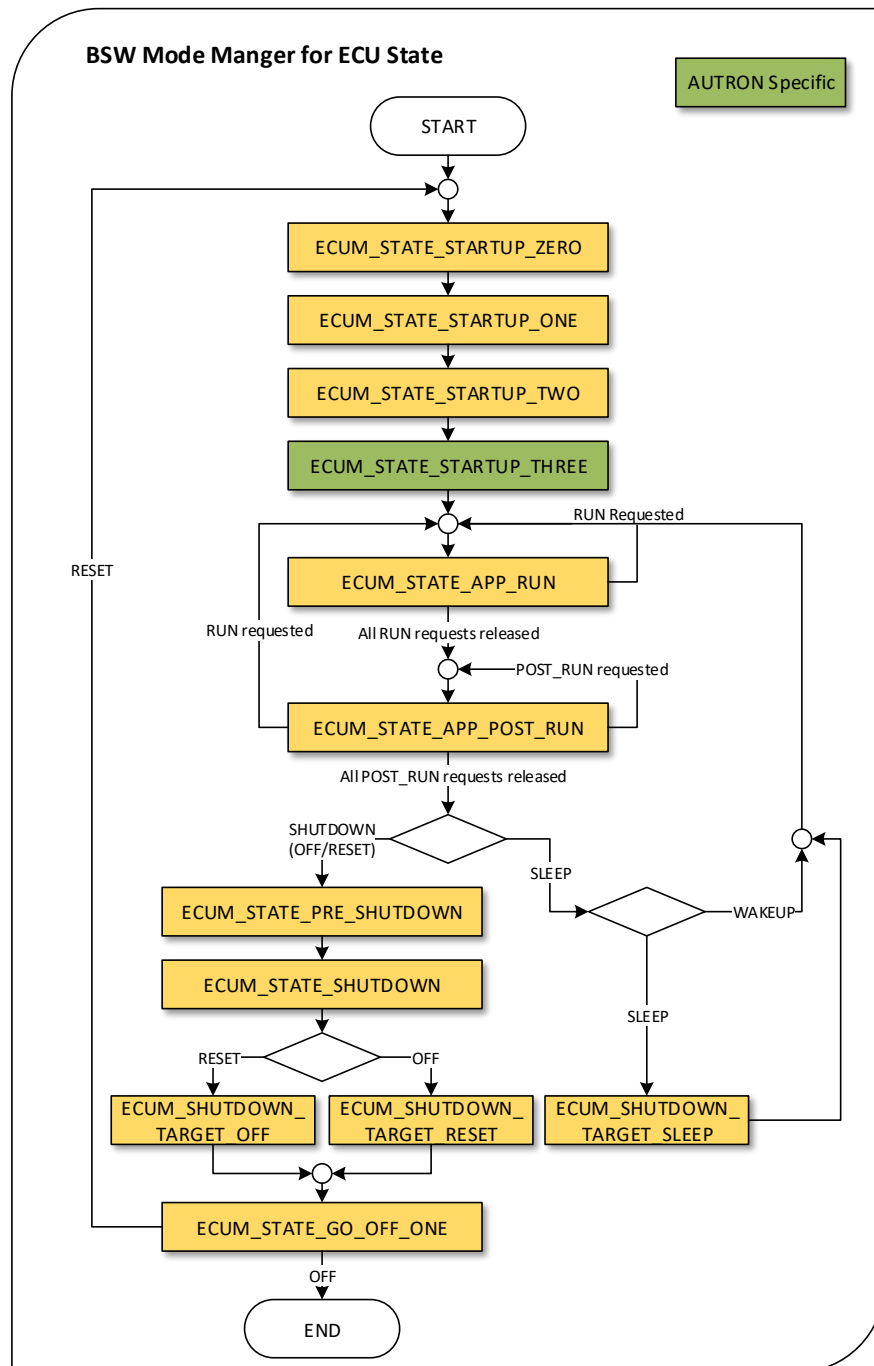 BSW Mode Manger for ECU State
AUTRON Specific
START
ECUM_STATE_STARTUP_ZERO
ECUM_STATE_STARTUP_ONE
ECUM_STATE_STARTUP_TWO
ECUM_STATE_STARTUP_THREE
RUN Requested
RESET
ECUM_STATE_APP_RUN
RUN requested
All RUN requests released
POST_RUN requested
ECUM_STATE_APP_POST_RUN
All POST_RUN requests released
SHUTDOWN
(OFF/RESET)
SLEEP
ECUM_STATE_PRE_SHUTDOWN
WAKEUP
ECUM_STATE_SHUTDOWN
SLEEP
RESET
OFF
ECUM_SHUTDOWN_
TARGET_OFF
ECUM_SHUTDOWN_
TARGET_RESET
ECUM_SHUTDOWN_
TARGET_SLEEP
ECUM_STATE_GO_OFF_ONE
OFF
END